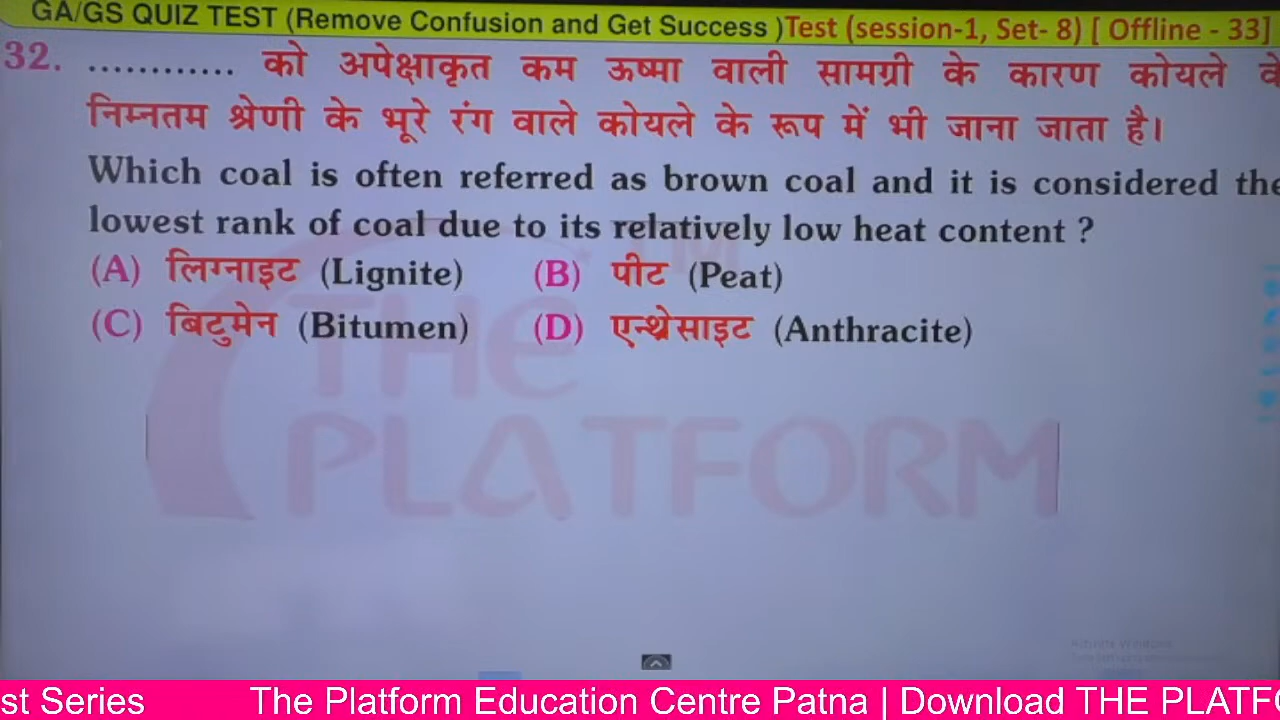 GA/GS QUIZ TEST (Remove Confusion and Get Success )Test (session-1, Set- 8) [ Offline - 33]
32. ............ को अपेक्षाकृत कम ऊष्मा वाली सामग्री के कारण कोयले
निम्नतम श्रेणी के भूरे रंग वाले कोयले के रूप में भी जाना जाता है।
Which coal is often referred as brown coal and it is considered the
lowest rank of coal due to its relatively low heat content ?
(A) लिग्नाइट (Lignite) (B) पीट (Peat)
(C) बिटुमेन (Bitumen) (D) एन्थ्रेसाइट (Anthracite)
THE
PLATFORM
Activate Windows
st Series The Platform Education Centre Patna | Download THE PLATFO